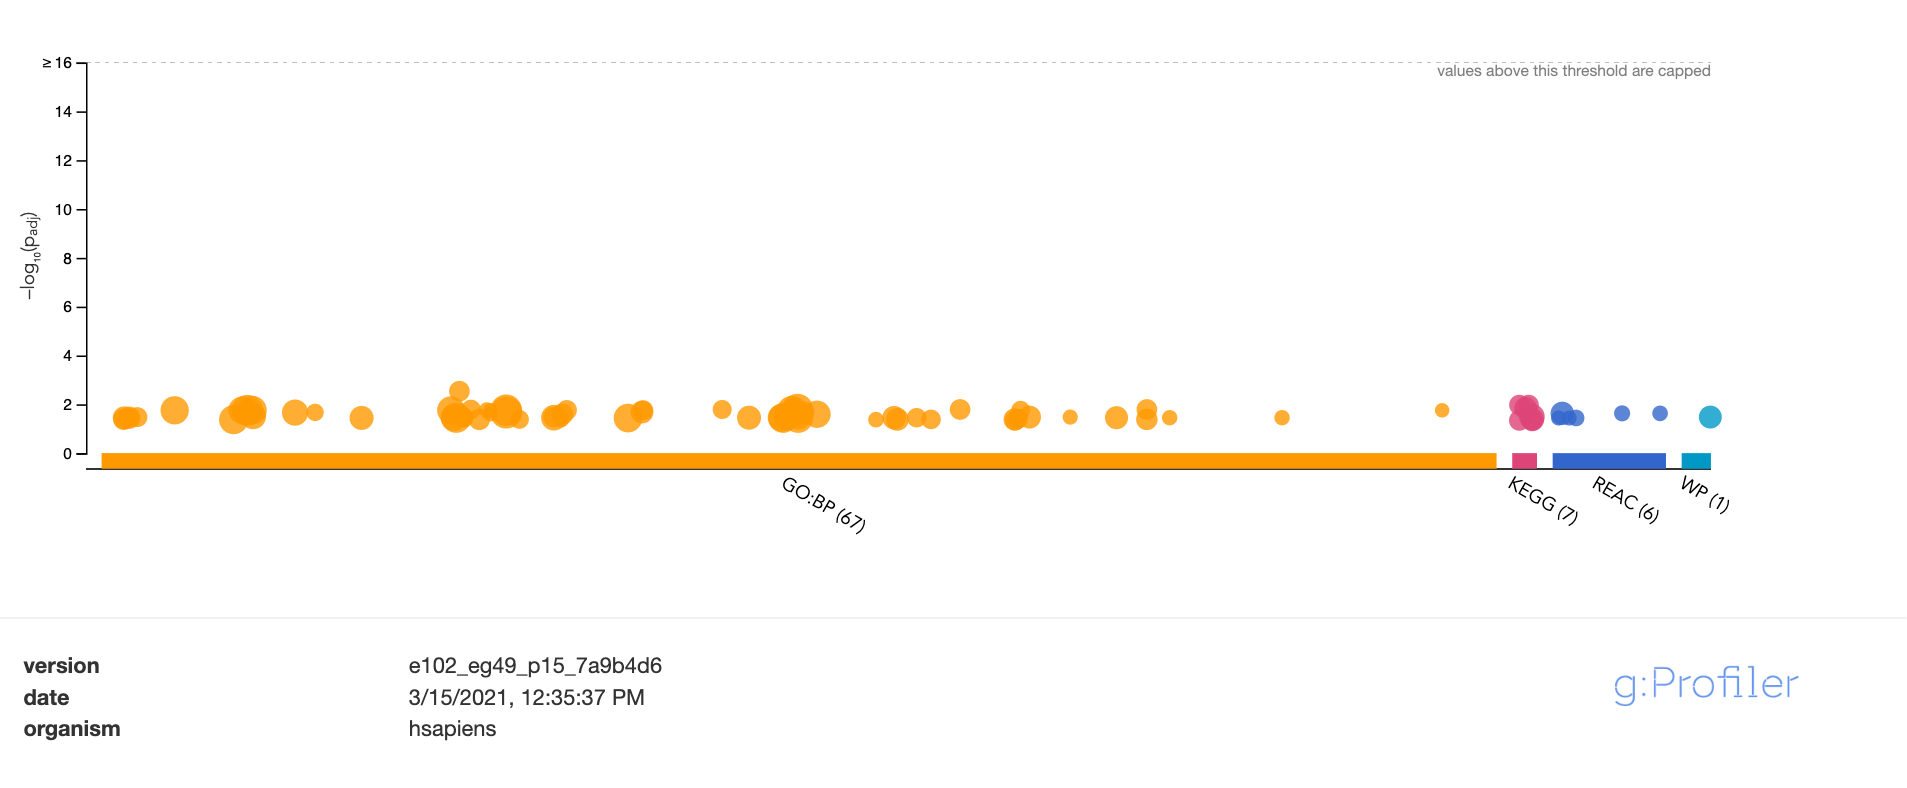 ≥ 16
values above this threshold are capped
14
12
10
8
6
4
2
0
−log₁₀(padj)
GO:BP (67)
KEGG (7)
REAC (6)
WP (1)
version e102_eg49_p15_7a9b4d6
date 3/15/2021, 12:35:37 PM
organism hsapiens
g:Profiler